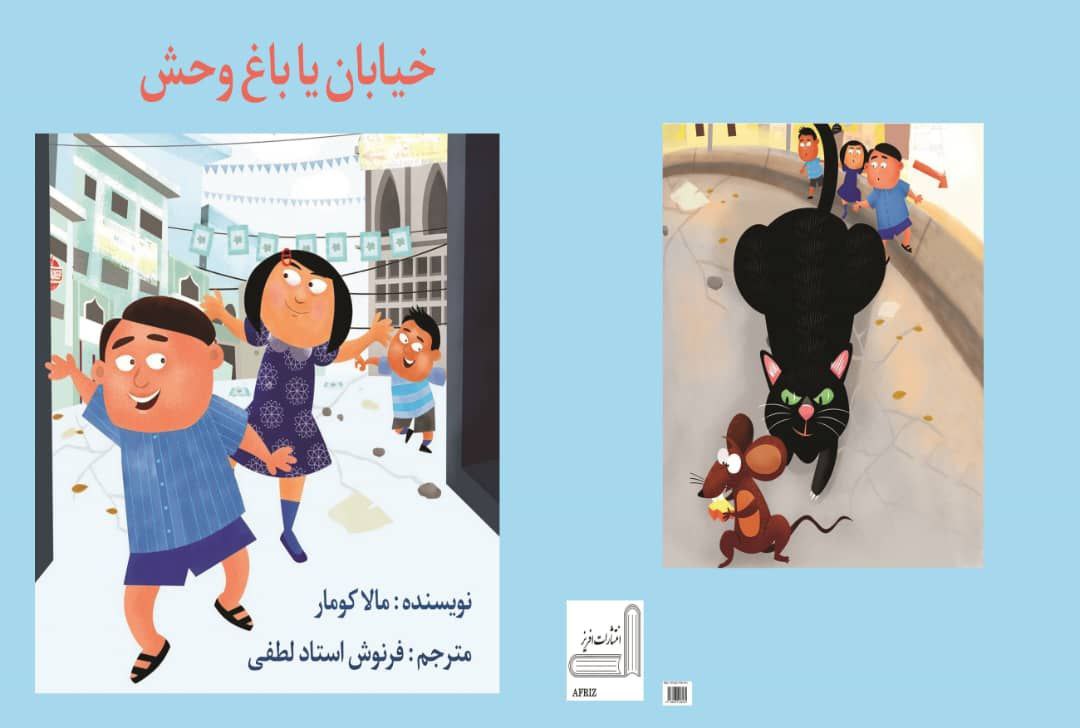 خیابان یا باغ وحش
نویسنده : مالا کومار
مترجم : فرنوش استاد لطفی
انتشارات افریز
AFRIZ